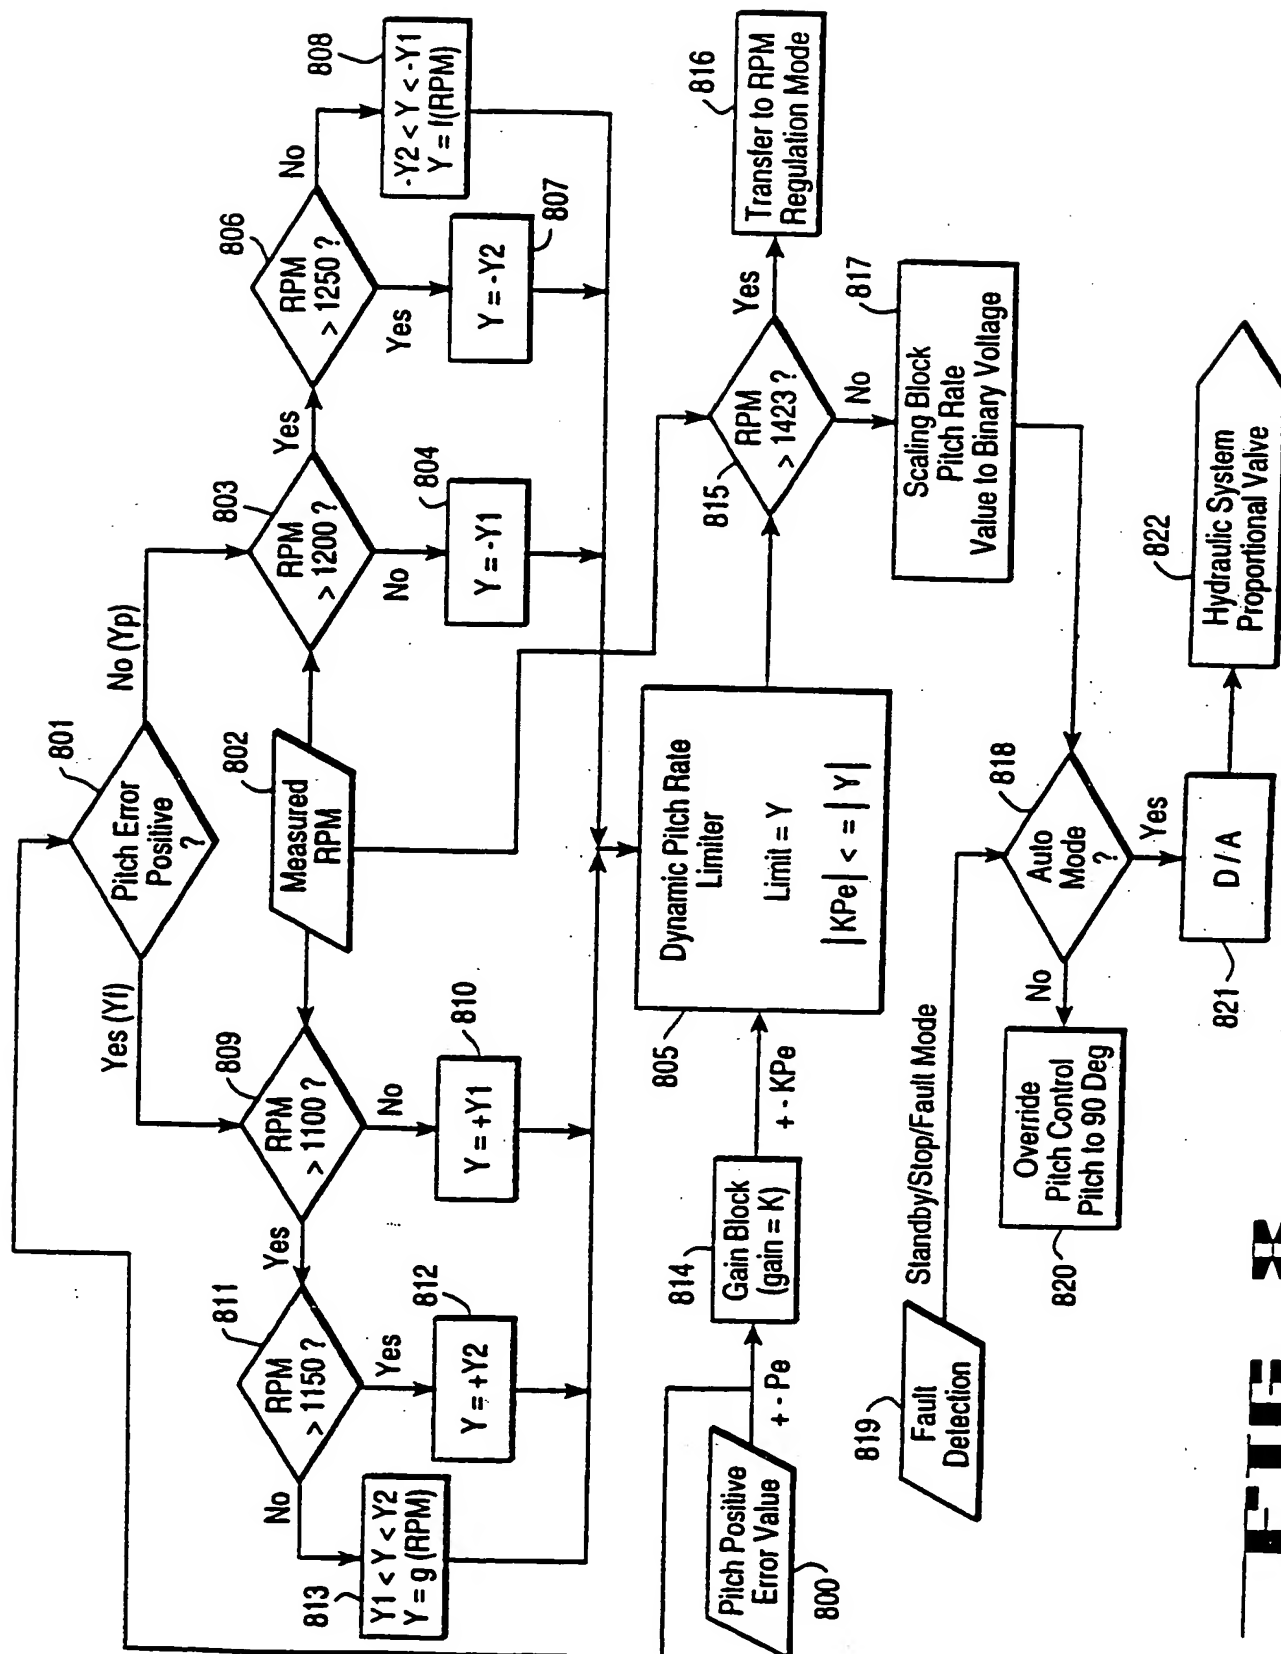 801
Pitch Error
Positive
?
Yes (Yf)
No (Yp)
802
Measured
RPM
803
RPM
> 1200 ?
Yes
No
804
Y = -Y1
806
RPM
> 1250 ?
Yes
No
807
Y = -Y2
808
-Y2 < Y < -Y1
Y = f(RPM)
809
RPM
> 1100 ?
Yes
No
810
Y = +Y1
811
RPM
> 1150 ?
Yes
No
812
Y = +Y2
813
Y1 < Y < Y2
Y = g (RPM)
800
Pitch Positive
Error Value
+ - Pe
814
Gain Block
(gain = K)
+ - KPe
805
Dynamic Pitch Rate
Limiter
Limit = Y
|KPe| < = |Y|
815
RPM
> 1423 ?
Yes
No
816
Transfer to RPM
Regulation Mode
817
Scaling Block
Pitch Rate
Value to Binary Voltage
819
Fault
Detection
Standby/Stop/Fault Mode
818
Auto
Mode
?
No
Yes
820
Override
Pitch Control
Pitch to 90 Deg
821
D / A
822
Hydraulic System
Proportional Valve